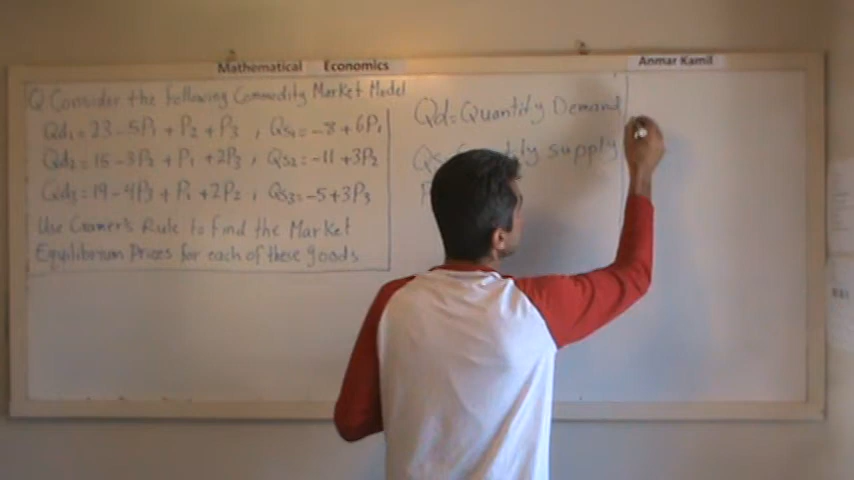 Mathematical Economics
Anmar Kamil
Q: Consider the following Commodity Market Model
Qd₁=23-5P₁+P₂+P₃ , Qs₁=-8+6P₁
Qd₂=15-3P₂+P₁+2P₃ , Qs₂=-11+3P₂
Qd₃=19-4P₃+P₁+2P₂ , Qs₃=-5+3P₃
Use Cramer's Rule to find the Market
Equilibrium Prices for each of these goods
Qd=Quantity Demand
Qs supply